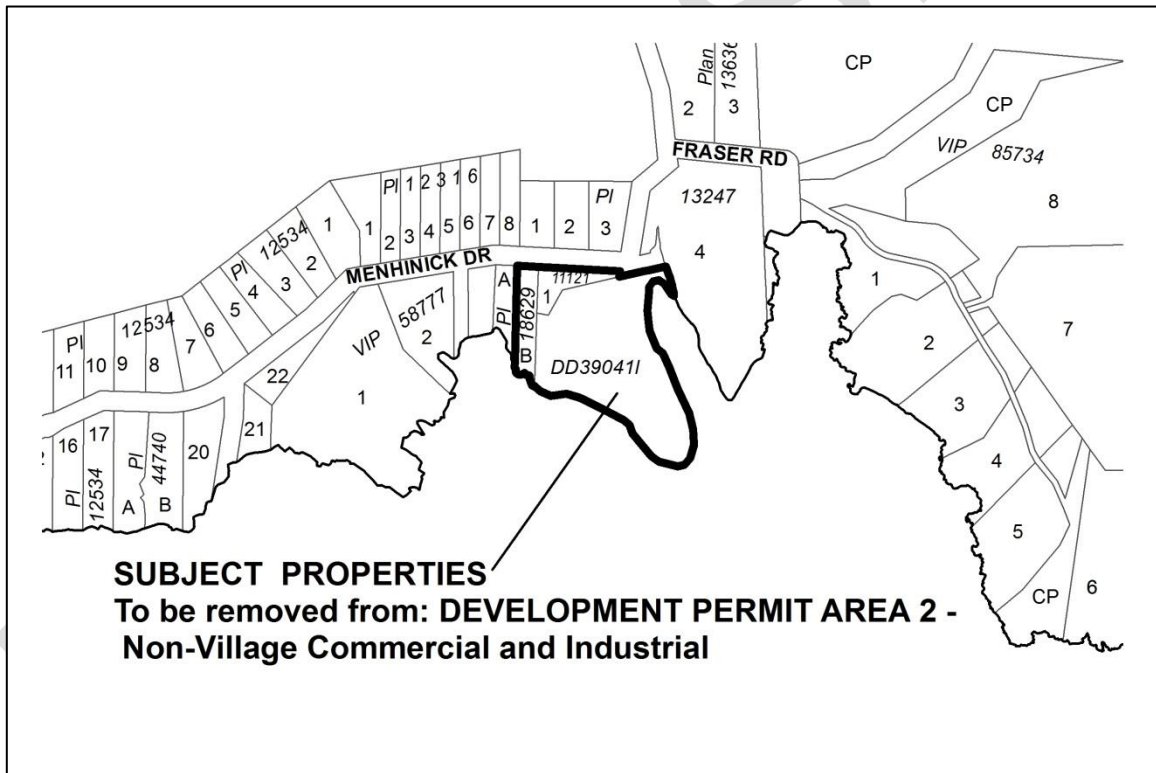 CP
Plan
13636
2
3
CP
VIP
85734
FRASER RD
8
13247
4
Pl
1
2
3
1
6
1
2
3
4
5
6
7
8
1
2
Pl
3
1
2
3
12534
4
Pl
5
6
7
12534
8
9
10
Pl
11
MENHINICK DR
A
Pl
18629
B
1
11121
DD39041I
58777
VIP
2
1
22
21
20
16
17
Pl
12534
A
Pl
44740
B
1
2
7
3
4
5
CP
6
SUBJECT PROPERTIES
To be removed from: DEVELOPMENT PERMIT AREA 2 -
Non-Village Commercial and Industrial